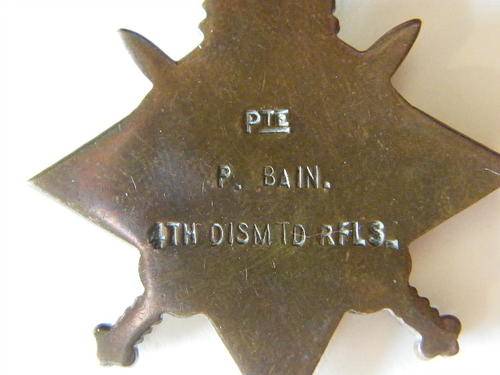 PTE
P. BAIN.
4TH DISMTD RFLS.